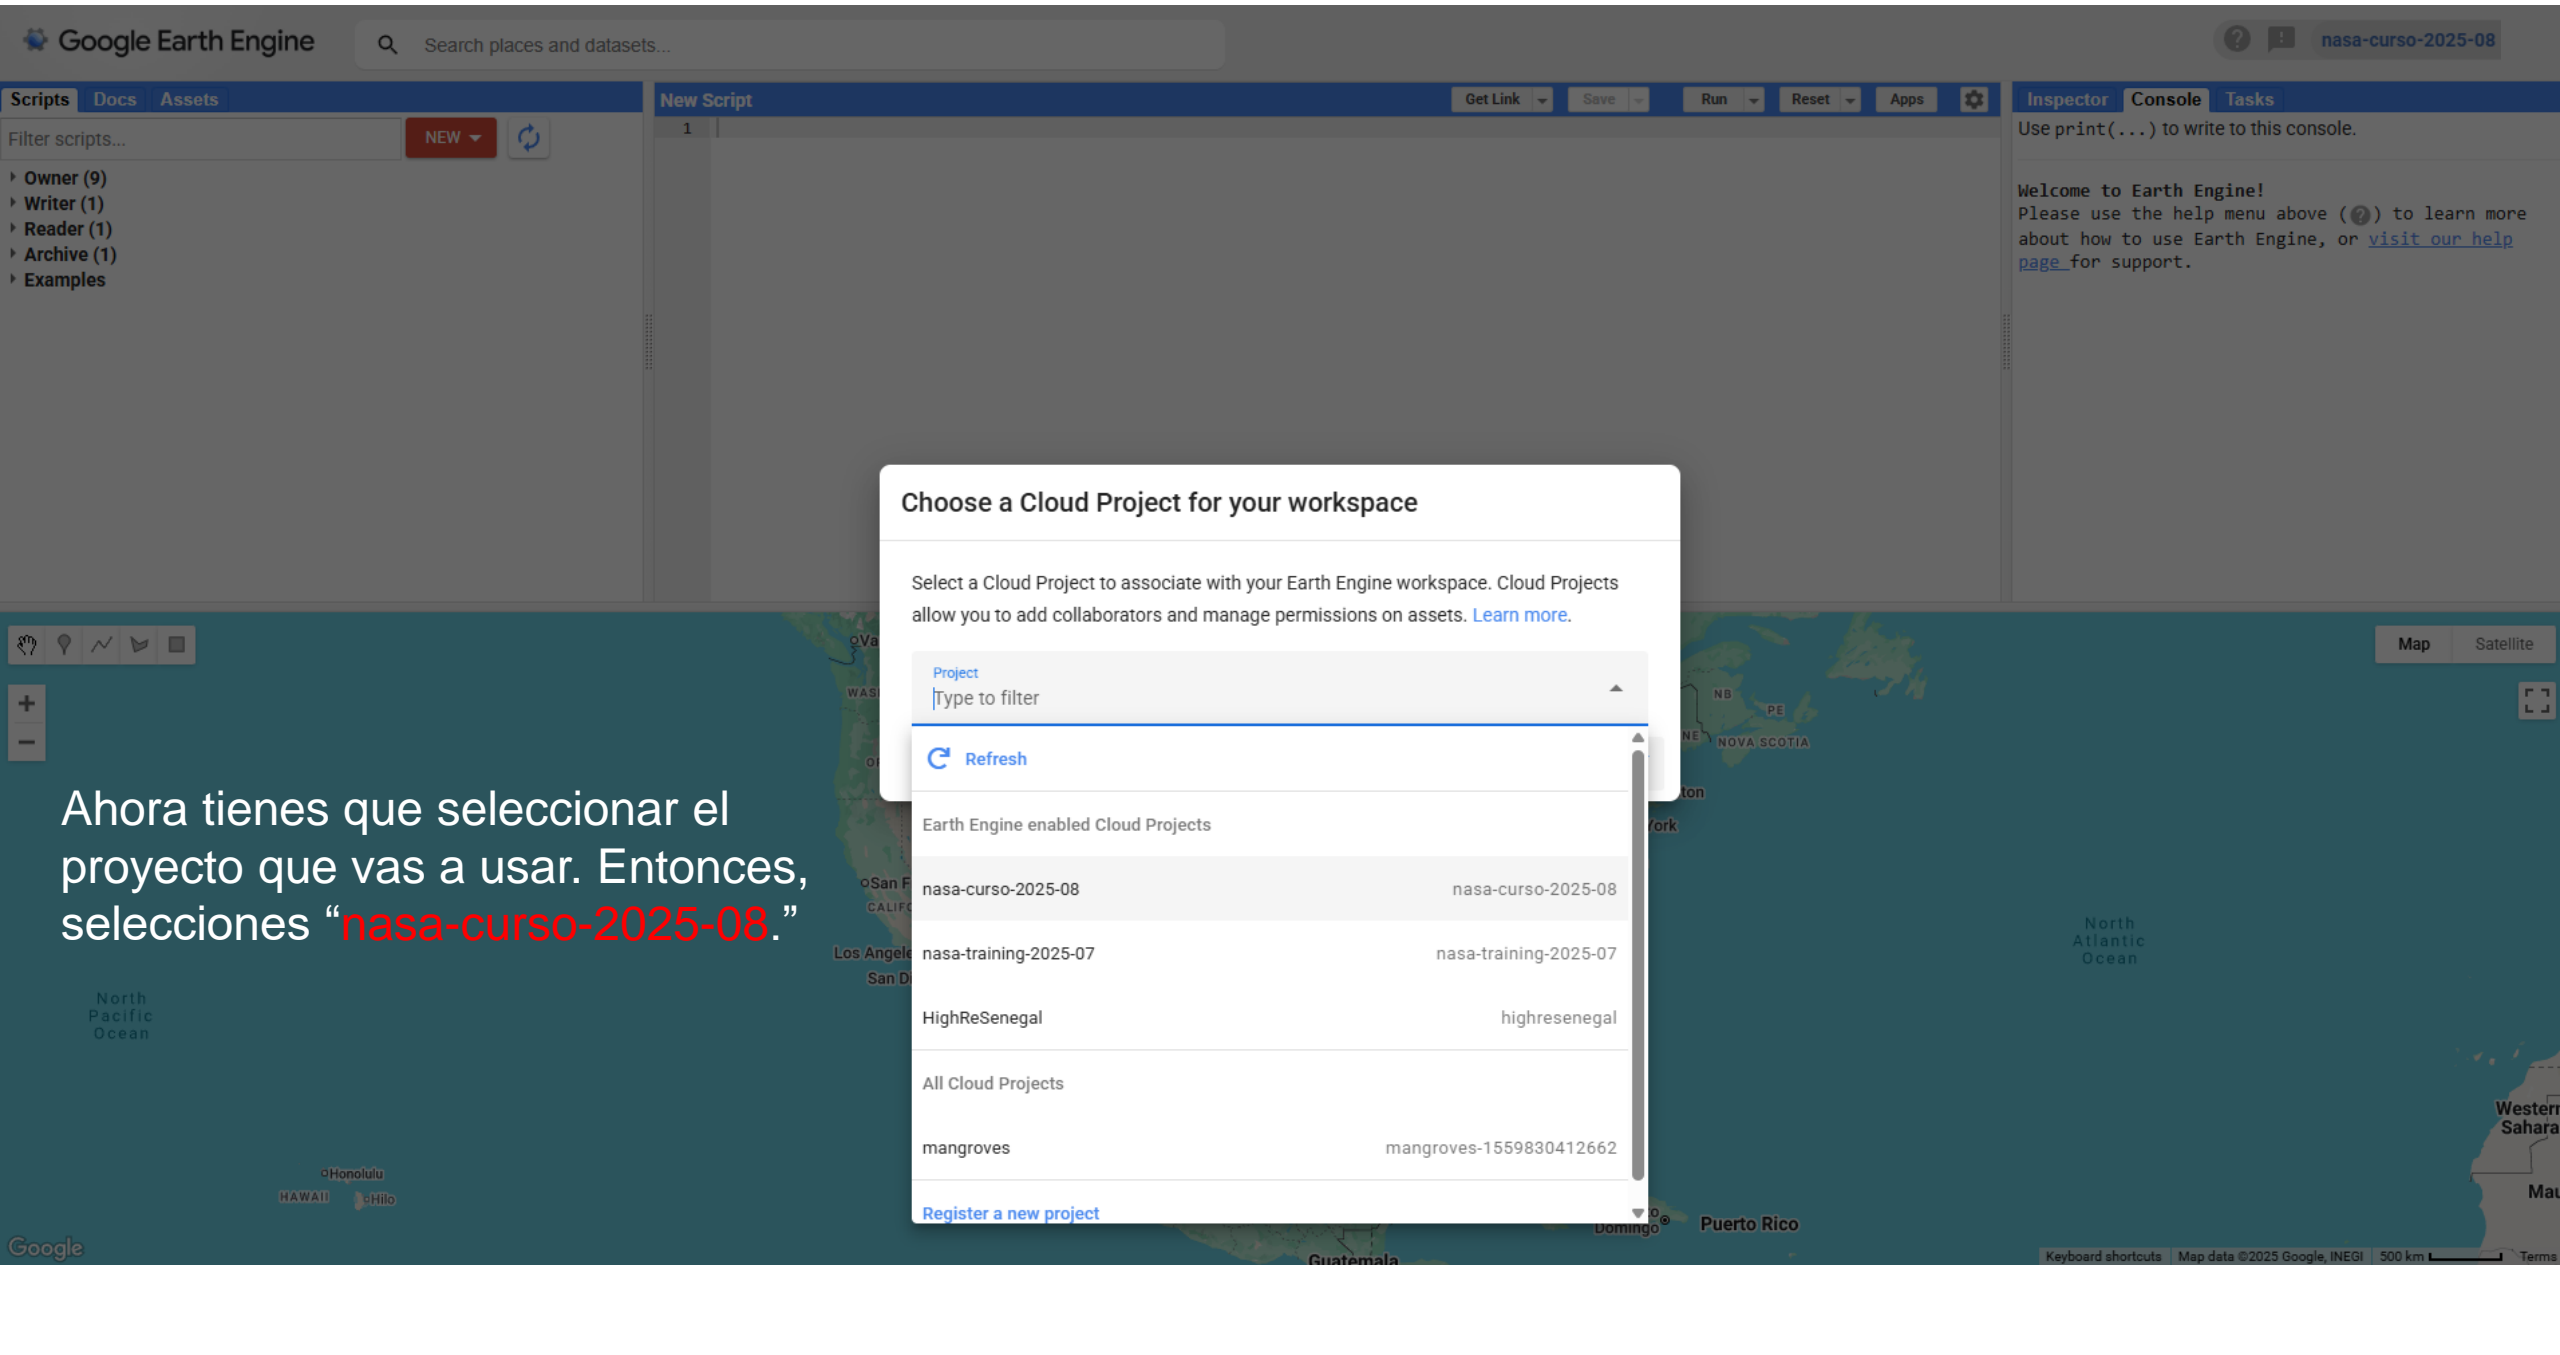 Google Earth Engine
Search places and datasets...
nasa-curso-2025-08
Scripts Docs Assets
New Script
Get Link Save Run Reset Apps
Inspector Console Tasks
Filter scripts...
NEW
1
Use print(...) to write to this console.
Owner (9)
Writer (1)
Reader (1)
Archive (1)
Examples
Welcome to Earth Engine!
Please use the help menu above (?) to learn more
about how to use Earth Engine, or visit our help
page for support.
Choose a Cloud Project for your workspace
Select a Cloud Project to associate with your Earth Engine workspace. Cloud Projects
allow you to add collaborators and manage permissions on assets. Learn more.
Project
Type to filter
Refresh
Earth Engine enabled Cloud Projects
nasa-curso-2025-08 nasa-curso-2025-08
nasa-training-2025-07 nasa-training-2025-07
HighReSenegal highresenegal
All Cloud Projects
mangroves mangroves-1559830412662
Register a new project
Map Satellite
Ahora tienes que seleccionar el
proyecto que vas a usar. Entonces,
selecciones “nasa-curso-2025-08.”
NB
PE
NOVA SCOTIA
North
Pacific
Ocean
North
Atlantic
Ocean
Honolulu
HAWAII
Hilo
Western
Sahara
Domingo
Puerto Rico
Guatemala
Google
Keyboard shortcuts Map data ©2025 Google, INEGI 500 km Terms